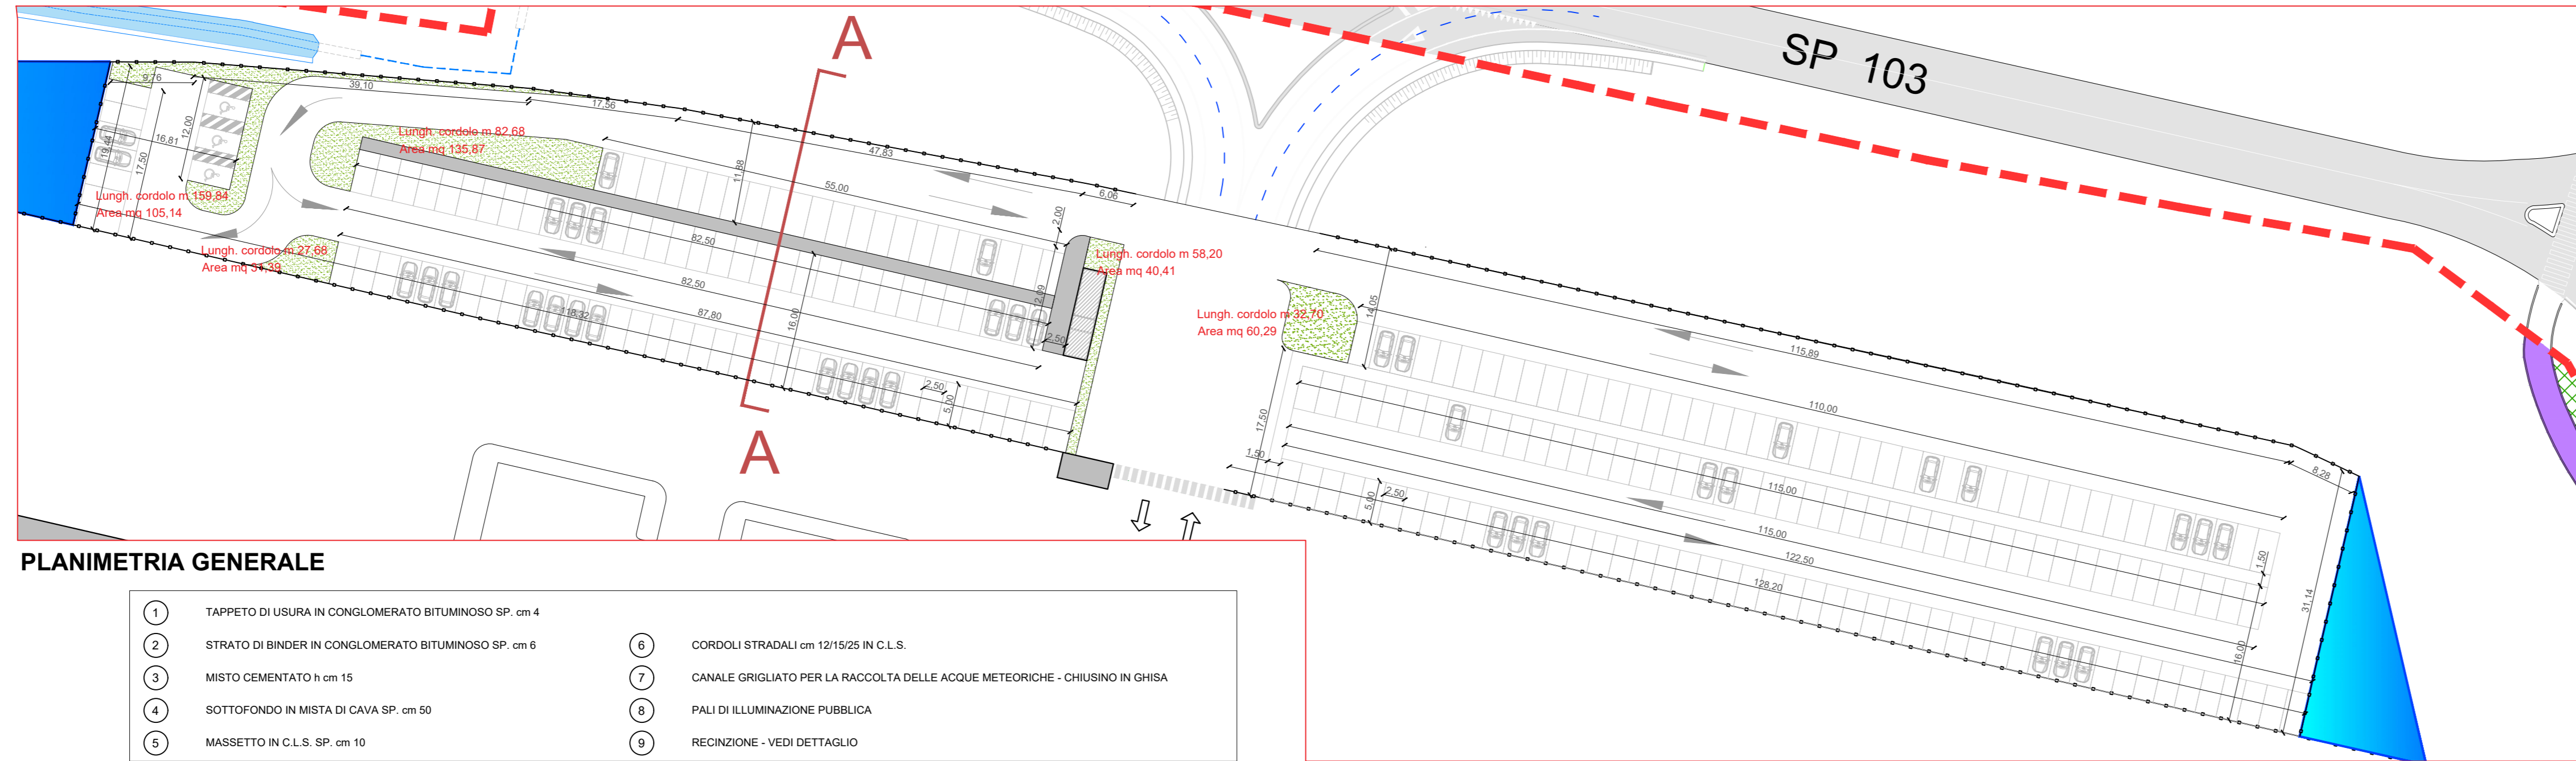 A
SP 103
9,76
39,10
17,56
12,00
16,81
19,44
17,50
Lungh. cordolo m 82,68
Area mq 135,87
47,83
11,88
55,00
6,06
2,00
Lungh. cordolo m 159,84
Area mq 105,14
82,50
Lungh. cordolo m 27,68
Area mq 31,39
Lungh. cordolo m 58,20
Area mq 40,41
82,50
87,80
118,32
16,00
2,50
2,50
5,00
A
Lungh. cordolo m 32,70
Area mq 60,29
14,05
115,89
110,00
17,50
1,50
8,28
115,00
5,00
2,50
115,00
122,50
128,20
1,50
31,14
16,00
PLANIMETRIA GENERALE
1 TAPPETO DI USURA IN CONGLOMERATO BITUMINOSO SP. cm 4
2 STRATO DI BINDER IN CONGLOMERATO BITUMINOSO SP. cm 6
3 MISTO CEMENTATO h cm 15
4 SOTTOFONDO IN MISTA DI CAVA SP. cm 50
5 MASSETTO IN C.L.S. SP. cm 10
6 CORDOLI STRADALI cm 12/15/25 IN C.L.S.
7 CANALE GRIGLIATO PER LA RACCOLTA DELLE ACQUE METEORICHE - CHIUSINO IN GHISA
8 PALI DI ILLUMINAZIONE PUBBLICA
9 RECINZIONE - VEDI DETTAGLIO